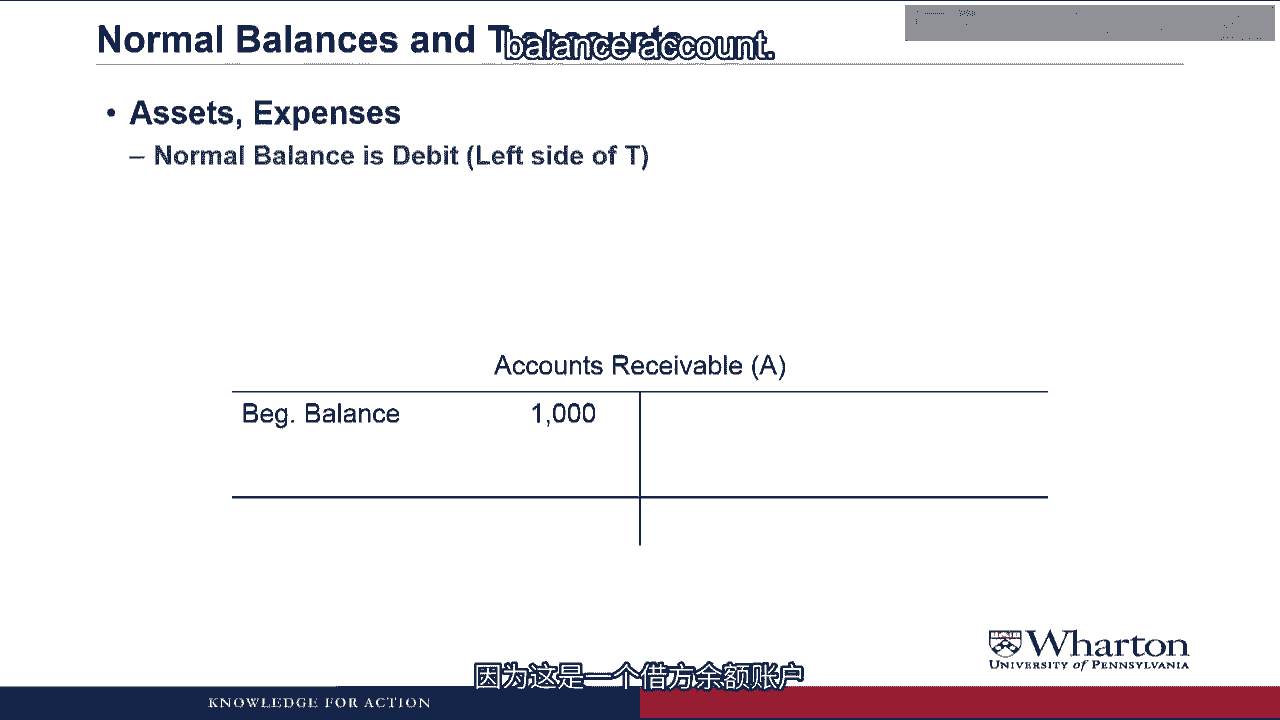 Normal Balances and T
balance account.
• Assets, Expenses
– Normal Balance is Debit (Left side of T)
Accounts Receivable (A)
Beg. Balance 1,000
Wharton
UNIVERSITY of PENNSYLVANIA
因为这是一个借方余额账户
KNOWLEDGE FOR ACTION